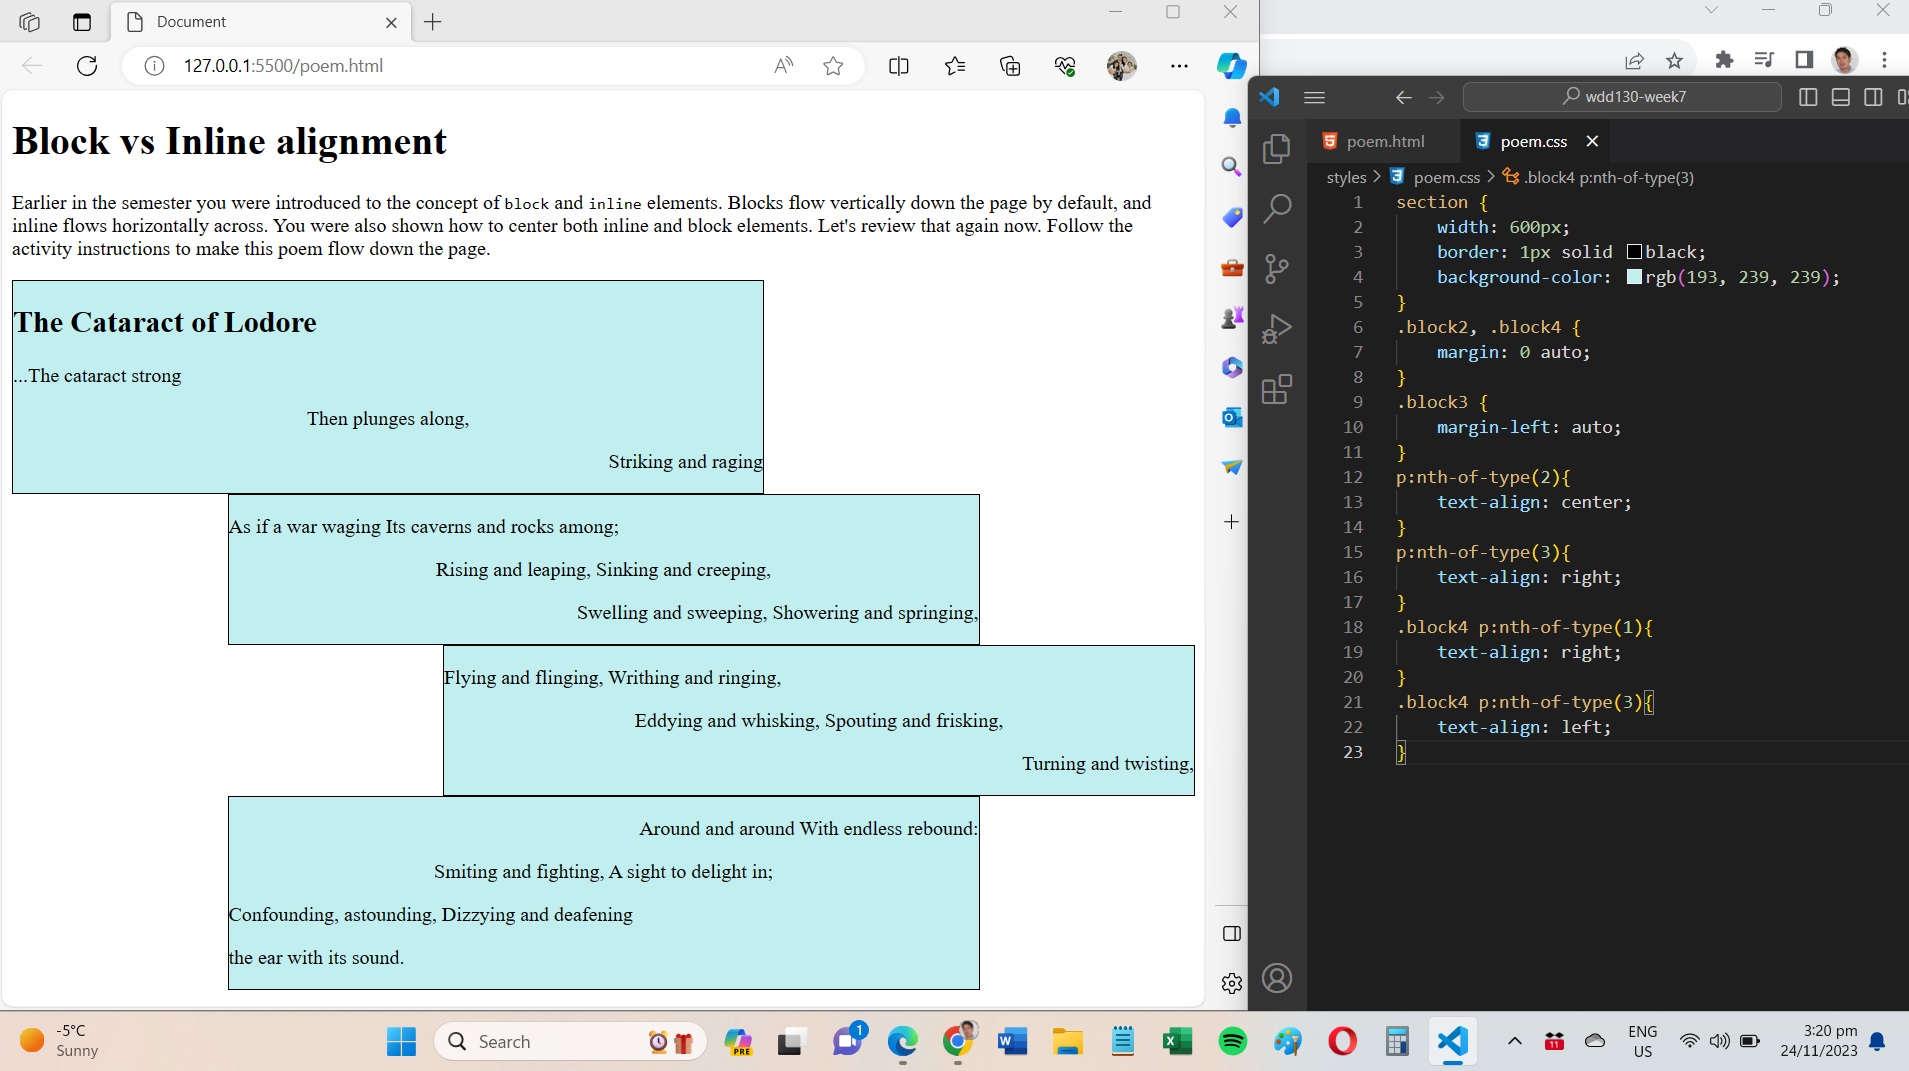 Document
127.0.0.1:5500/poem.html
Block vs Inline alignment
Earlier in the semester you were introduced to the concept of block and inline elements. Blocks flow vertically down the page by default, and
inline flows horizontally across. You were also shown how to center both inline and block elements. Let's review that again now. Follow the
activity instructions to make this poem flow down the page.
The Cataract of Lodore
...The cataract strong
Then plunges along,
Striking and raging
As if a war waging Its caverns and rocks among;
Rising and leaping, Sinking and creeping,
Swelling and sweeping, Showering and springing,
Flying and flinging, Writhing and ringing,
Eddying and whisking, Spouting and frisking,
Turning and twisting,
Around and around With endless rebound:
Smiting and fighting, A sight to delight in;
Confounding, astounding, Dizzying and deafening
the ear with its sound.
wdd130-week7
poem.html
poem.css
styles > poem.css > .block4 p:nth-of-type(3)
1 section {
2 width: 600px;
3 border: 1px solid black;
4 background-color: rgb(193, 239, 239);
5 }
6 .block2, .block4 {
7 margin: 0 auto;
8 }
9 .block3 {
10 margin-left: auto;
11 }
12 p:nth-of-type(2){
13 text-align: center;
14 }
15 p:nth-of-type(3){
16 text-align: right;
17 }
18 .block4 p:nth-of-type(1){
19 text-align: right;
20 }
21 .block4 p:nth-of-type(3){
22 text-align: left;
23 }
-5°C
Sunny
Search
PRE
1
11
ENG
US
3:20 pm
24/11/2023